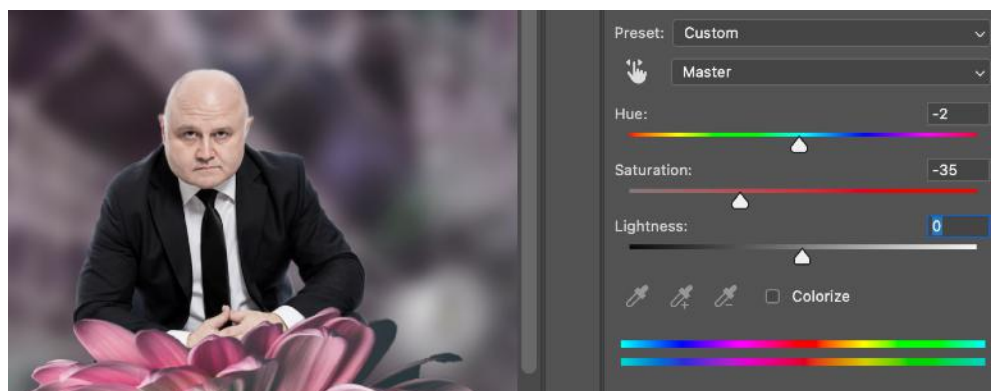 Preset: Custom
Master
Hue: -2
Saturation: -35
Lightness: 0
Colorize